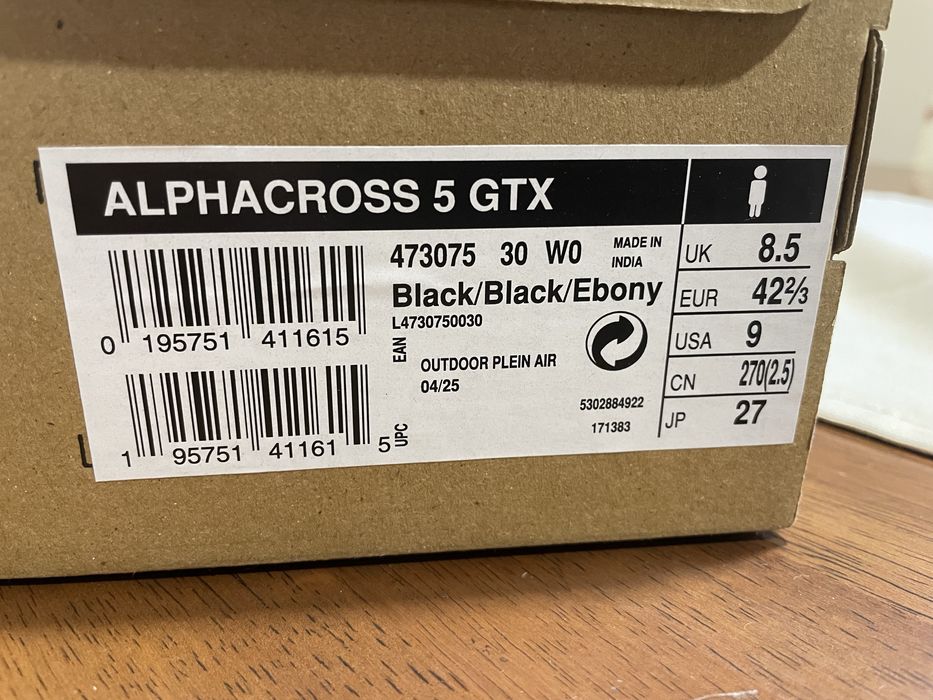 ALPHACROSS 5 GTX
0 195751 411615
EAN
1 95751 41161 5
UPC
473075 30 W0
MADE IN
INDIA
Black/Black/Ebony
L4730750030
OUTDOOR PLEIN AIR
04/25
5302884922
171383
UK 8.5
EUR 42⅔
USA 9
CN 270(2.5)
JP 27